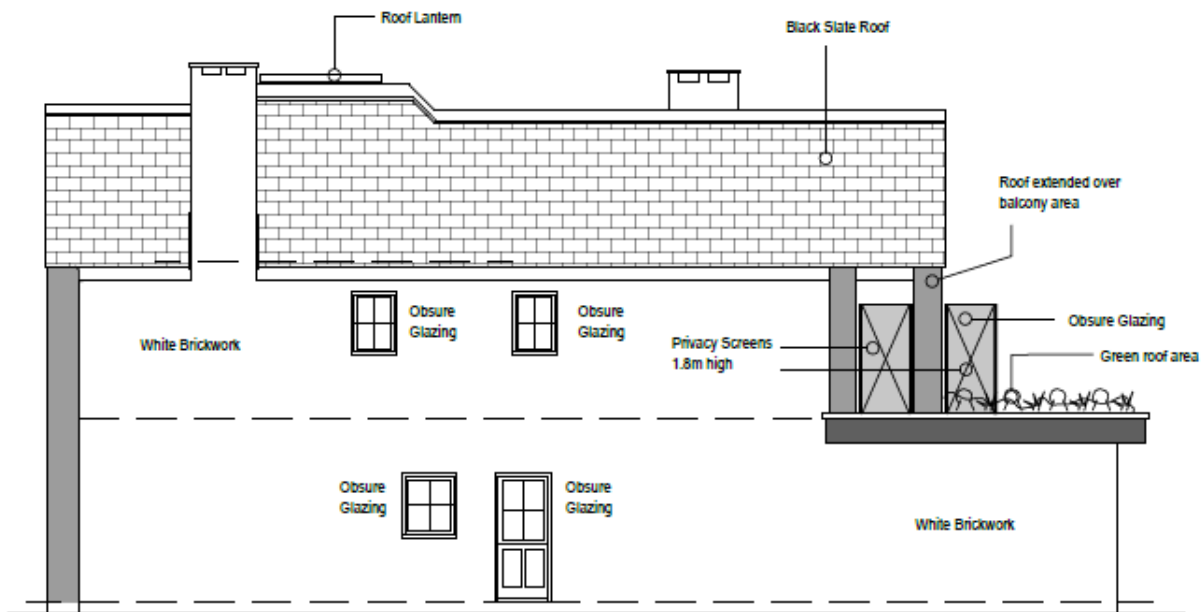 Roof Lantern
Black Slate Roof
Roof extended over
balcony area
Obsure
Glazing
Obsure
Glazing
White Brickwork
Privacy Screens
1.8m high
Obsure Glazing
Green roof area
Obsure
Glazing
Obsure
Glazing
White Brickwork